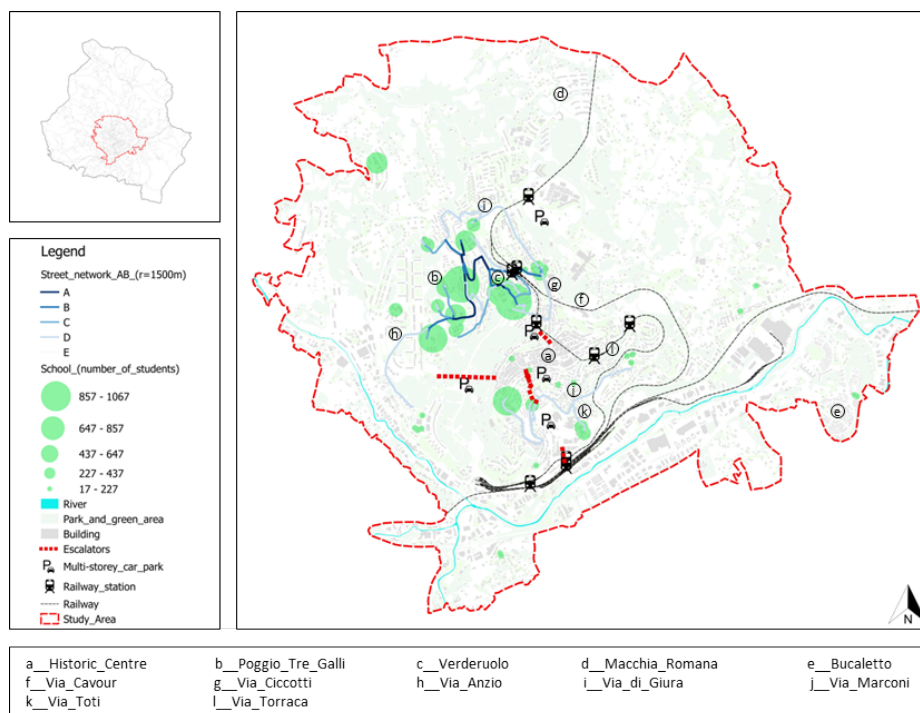 d
i
b
c
g
f
h
a
l
j
k
e
P
P
P
P
P
N
Legend
Street_network_AB_(r=1500m)
A
B
C
D
E
School_(number_of_students)
857 - 1067
647 - 857
437 - 647
227 - 437
17 - 227
River
Park_and_green_area
Building
Escalators
P Multi-storey_car_park
Railway_station
Railway
Study_Area
a__Historic_Centre b__Poggio_Tre_Galli c__Verderuolo d__Macchia_Romana e__Bucaletto
f__Via_Cavour g__Via_Ciccotti h__Via_Anzio i__Via_di_Giura j__Via_Marconi
k__Via_Toti l__Via_Torraca